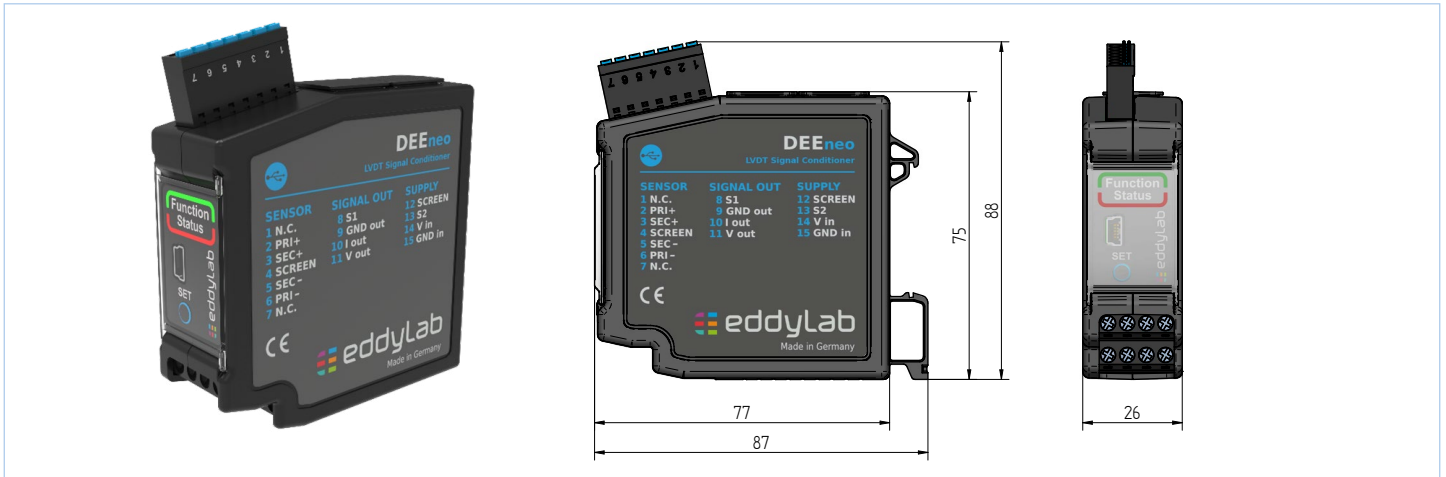 7 6 5 4 3 2 1
DEEneo
LVDT Signal Conditioner
SENSOR
1 N.C.
2 PRI+
3 SEC+
4 SCREEN
5 SEC-
6 PRI-
7 N.C.
SIGNAL OUT
8 S1
9 GND out
10 I out
11 V out
SUPPLY
12 SCREEN
13 S2
14 V in
15 GND in
Function
Status
SET
eddylab
CE
eddylab
Made in Germany
7 6 5 4 3 2 1
DEEneo
LVDT Signal Conditioner
SENSOR
1 N.C.
2 PRI+
3 SEC+
4 SCREEN
5 SEC-
6 PRI-
7 N.C.
SIGNAL OUT
8 S1
9 GND out
10 I out
11 V out
SUPPLY
12 SCREEN
13 S2
14 V in
15 GND in
CE
eddylab
Made in Germany
75
88
77
87
Function
Status
SET
eddylab
26